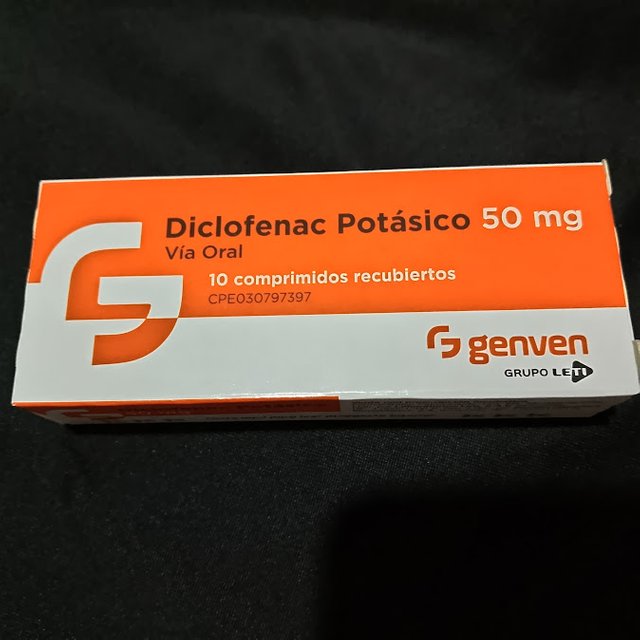 Diclofenac Potásico 50 mg
Vía Oral
10 comprimidos recubiertos
CPE030797397
genven
GRUPO LETI